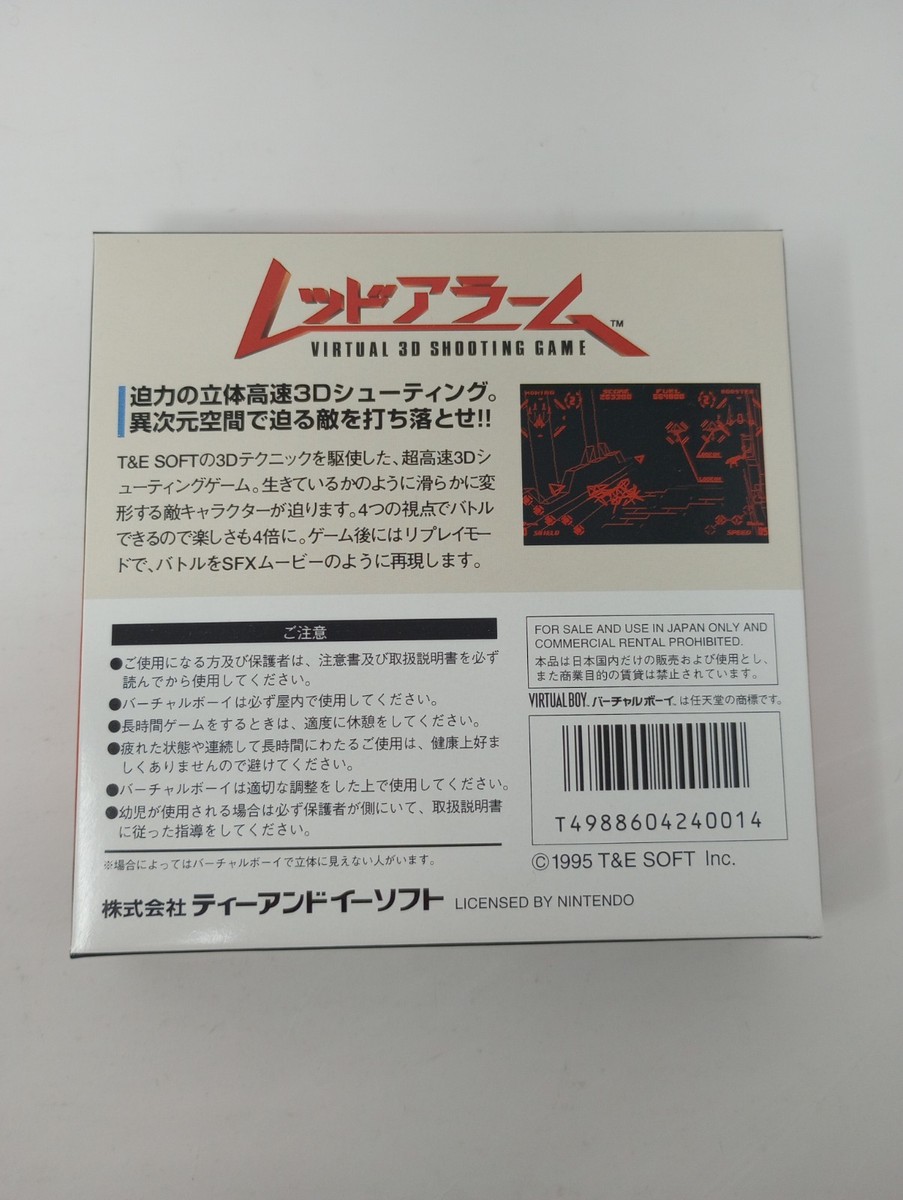 レッドアラーム™
VIRTUAL 3D SHOOTING GAME
迫力の立体高速3Dシューティング。
異次元空間で迫る敵を打ち落とせ!!
T&E SOFTの3Dテクニックを駆使した、超高速3Dシ
ューティングゲーム。生きているかのように滑らかに変
形する敵キャラクターが迫ります。4つの視点でバトル
できるので楽しさも4倍に。ゲーム後にはリプレイモー
ドで、バトルをSFXムービーのように再現します。
SCORE
FUEL
SHIELD
SPEED
ご注意
●ご使用になる方及び保護者は、注意書及び取扱説明書を必ず
読んでから使用してください。
●バーチャルボーイは必ず屋内で使用してください。
●長時間ゲームをするときは、適度に休憩をしてください。
●疲れた状態や連続して長時間にわたるご使用は、健康上好ま
しくありませんので避けてください。
●バーチャルボーイは適切な調整をした上で使用してください。
●幼児が使用される場合は必ず保護者が側にいて、取扱説明書
に従った指導をしてください。
※場合によってはバーチャルボーイで立体に見えない人がいます。
株式会社 ティーアンドイーソフト LICENSED BY NINTENDO
FOR SALE AND USE IN JAPAN ONLY AND
COMMERCIAL RENTAL PROHIBITED.
本品は日本国内だけの販売および使用とし、
また商業目的の賃貸は禁止されています。
VIRTUAL BOY, バーチャルボーイ, は任天堂の商標です。
T4988604240014
©1995 T&E SOFT Inc.